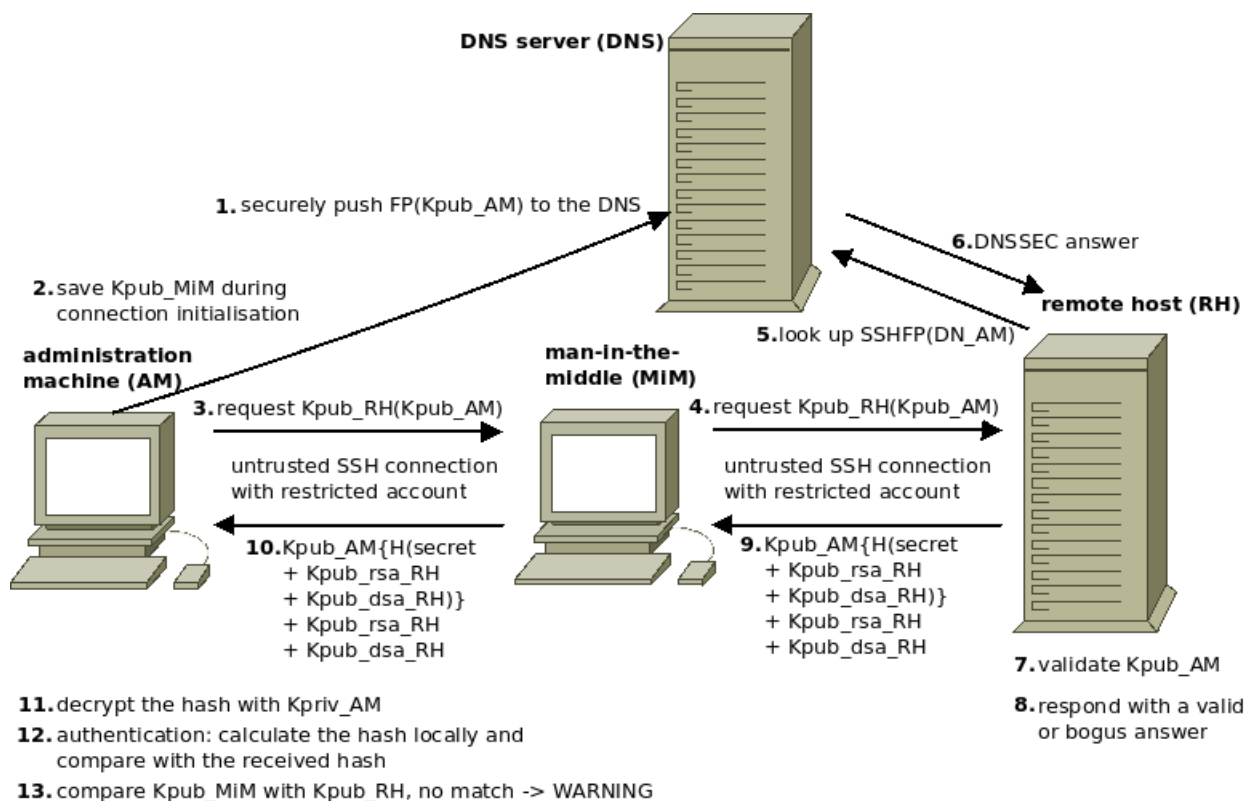 DNS server (DNS)
1. securely push FP(Kpub_AM) to the DNS
6. DNSSEC answer
2. save Kpub_MiM during
connection initialisation
remote host (RH)
5. look up SSHFP(DN_AM)
administration
machine (AM)
man-in-the-
middle (MiM)
3. request Kpub_RH(Kpub_AM)
4. request Kpub_RH(Kpub_AM)
untrusted SSH connection
with restricted account
untrusted SSH connection
with restricted account
10. Kpub_AM{H(secret
+ Kpub_rsa_RH
+ Kpub_dsa_RH)}
+ Kpub_rsa_RH
+ Kpub_dsa_RH
9. Kpub_AM{H(secret
+ Kpub_rsa_RH
+ Kpub_dsa_RH)}
+ Kpub_rsa_RH
+ Kpub_dsa_RH
7. validate Kpub_AM
8. respond with a valid
or bogus answer
11. decrypt the hash with Kpriv_AM
12. authentication: calculate the hash locally and
compare with the received hash
13. compare Kpub_MiM with Kpub_RH, no match -> WARNING